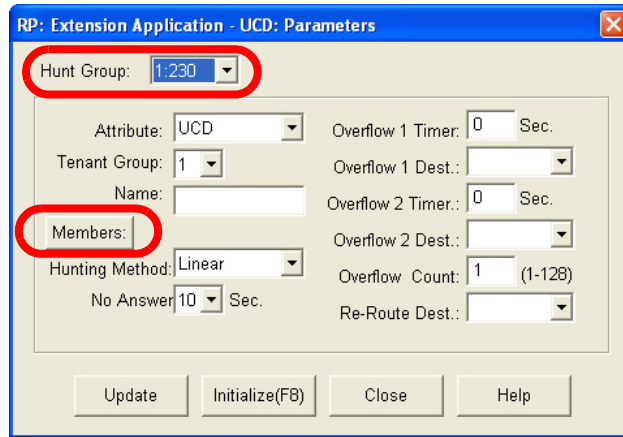 RP: Extension Application - UCD: Parameters
Hunt Group: 1:230
Attribute: UCD
Tenant Group: 1
Name:
Members:
Hunting Method: Linear
No Answer 10 Sec.
Overflow 1 Timer: 0 Sec.
Overflow 1 Dest.:
Overflow 2 Timer.: 0 Sec.
Overflow 2 Dest.:
Overflow Count: 1 (1-128)
Re-Route Dest.:
Update Initialize(F8) Close Help